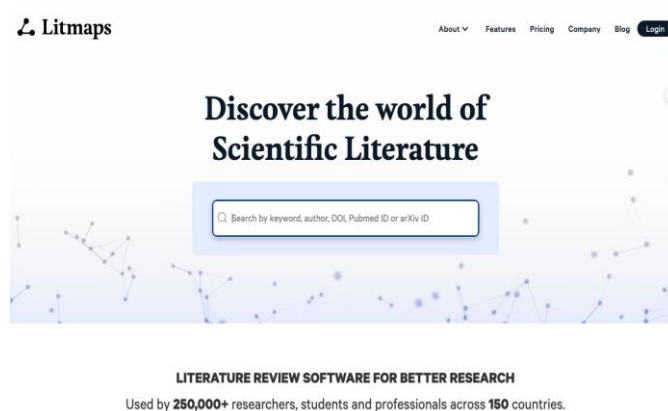 Litmaps
About Features Pricing Company Blog Login
Discover the world of
Scientific Literature
Search by keyword, author, DOI, Pubmed ID or arXiv ID
LITERATURE REVIEW SOFTWARE FOR BETTER RESEARCH
Used by 250,000+ researchers, students and professionals across 150 countries.